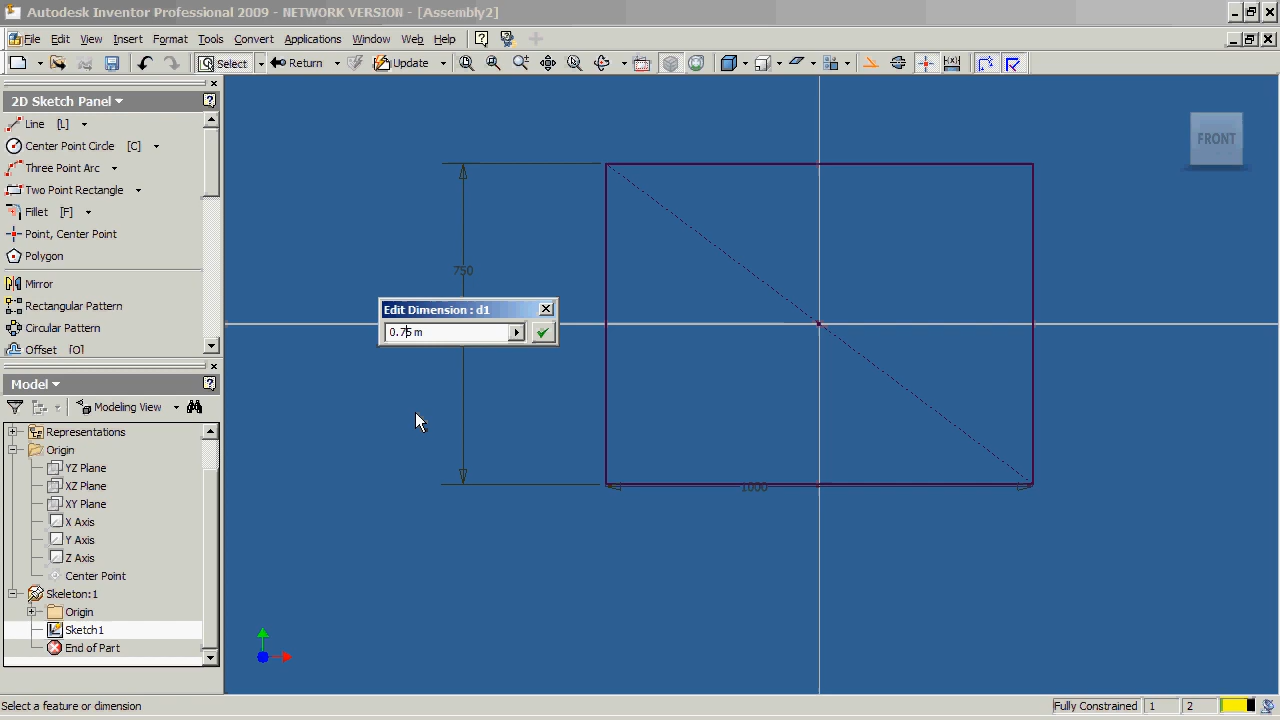 Autodesk Inventor Professional 2009 - NETWORK VERSION - [Assembly2]
File Edit View Insert Format Tools Convert Applications Window Web Help
Select Return Update
2D Sketch Panel
Line [L]
Center Point Circle [C]
Three Point Arc
Two Point Rectangle
Fillet [F]
Point, Center Point
Polygon
Mirror
Rectangular Pattern
Circular Pattern
Offset [O]
Model
Modeling View
Representations
Origin
YZ Plane
XZ Plane
XY Plane
X Axis
Y Axis
Z Axis
Center Point
Skeleton:1
Origin
Sketch1
End of Part
FRONT
750
Edit Dimension : d1
0.75 m
1000
Select a feature or dimension
Fully Constrained 1 2